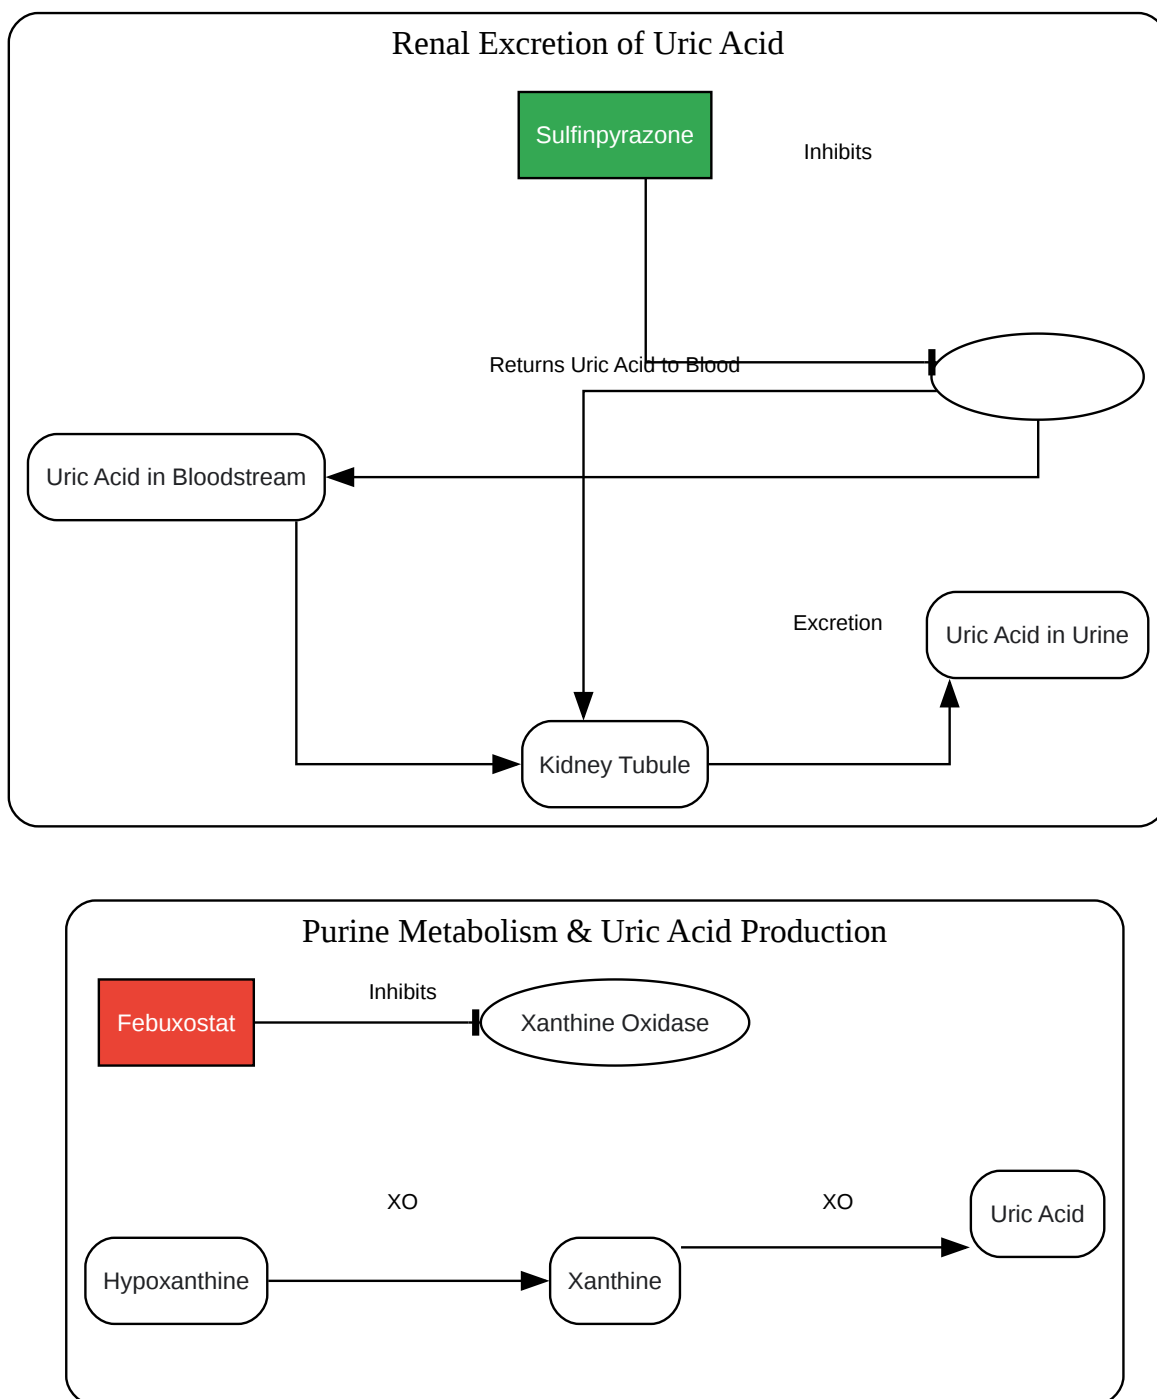 Renal Excretion of Uric Acid
Sulfinpyrazone
Inhibits
Returns Uric Acid to Blood
Uric Acid in Bloodstream
Excretion
Uric Acid in Urine
Kidney Tubule
Purine Metabolism & Uric Acid Production
Febuxostat
Inhibits
Xanthine Oxidase
XO
XO
Uric Acid
Hypoxanthine
Xanthine